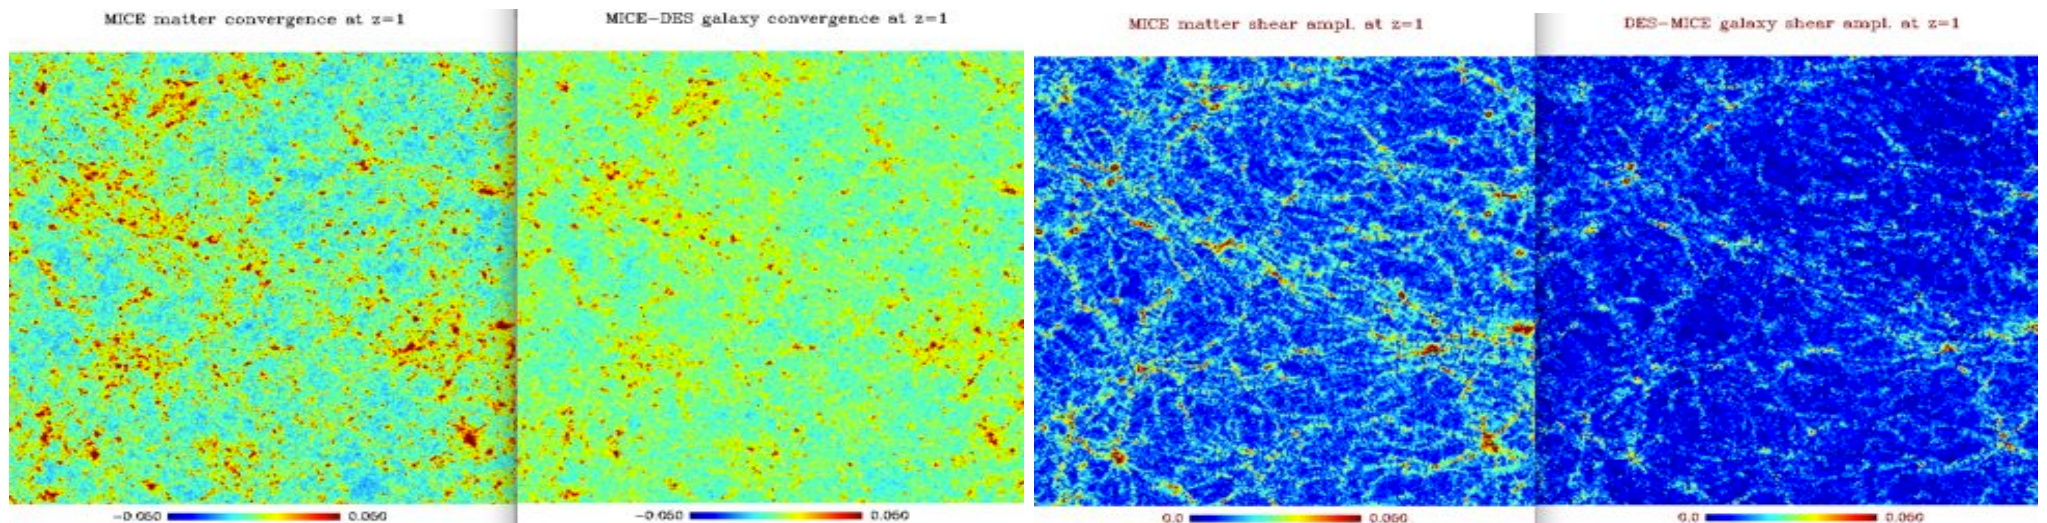 MICE matter convergence at z=1
MICE-DES galaxy convergence at z=1
MICE matter shear ampl. at z=1
DES-MICE galaxy shear ampl. at z=1
-0.050 0.050
-0.050 0.050
0.0 0.050
0.0 0.050